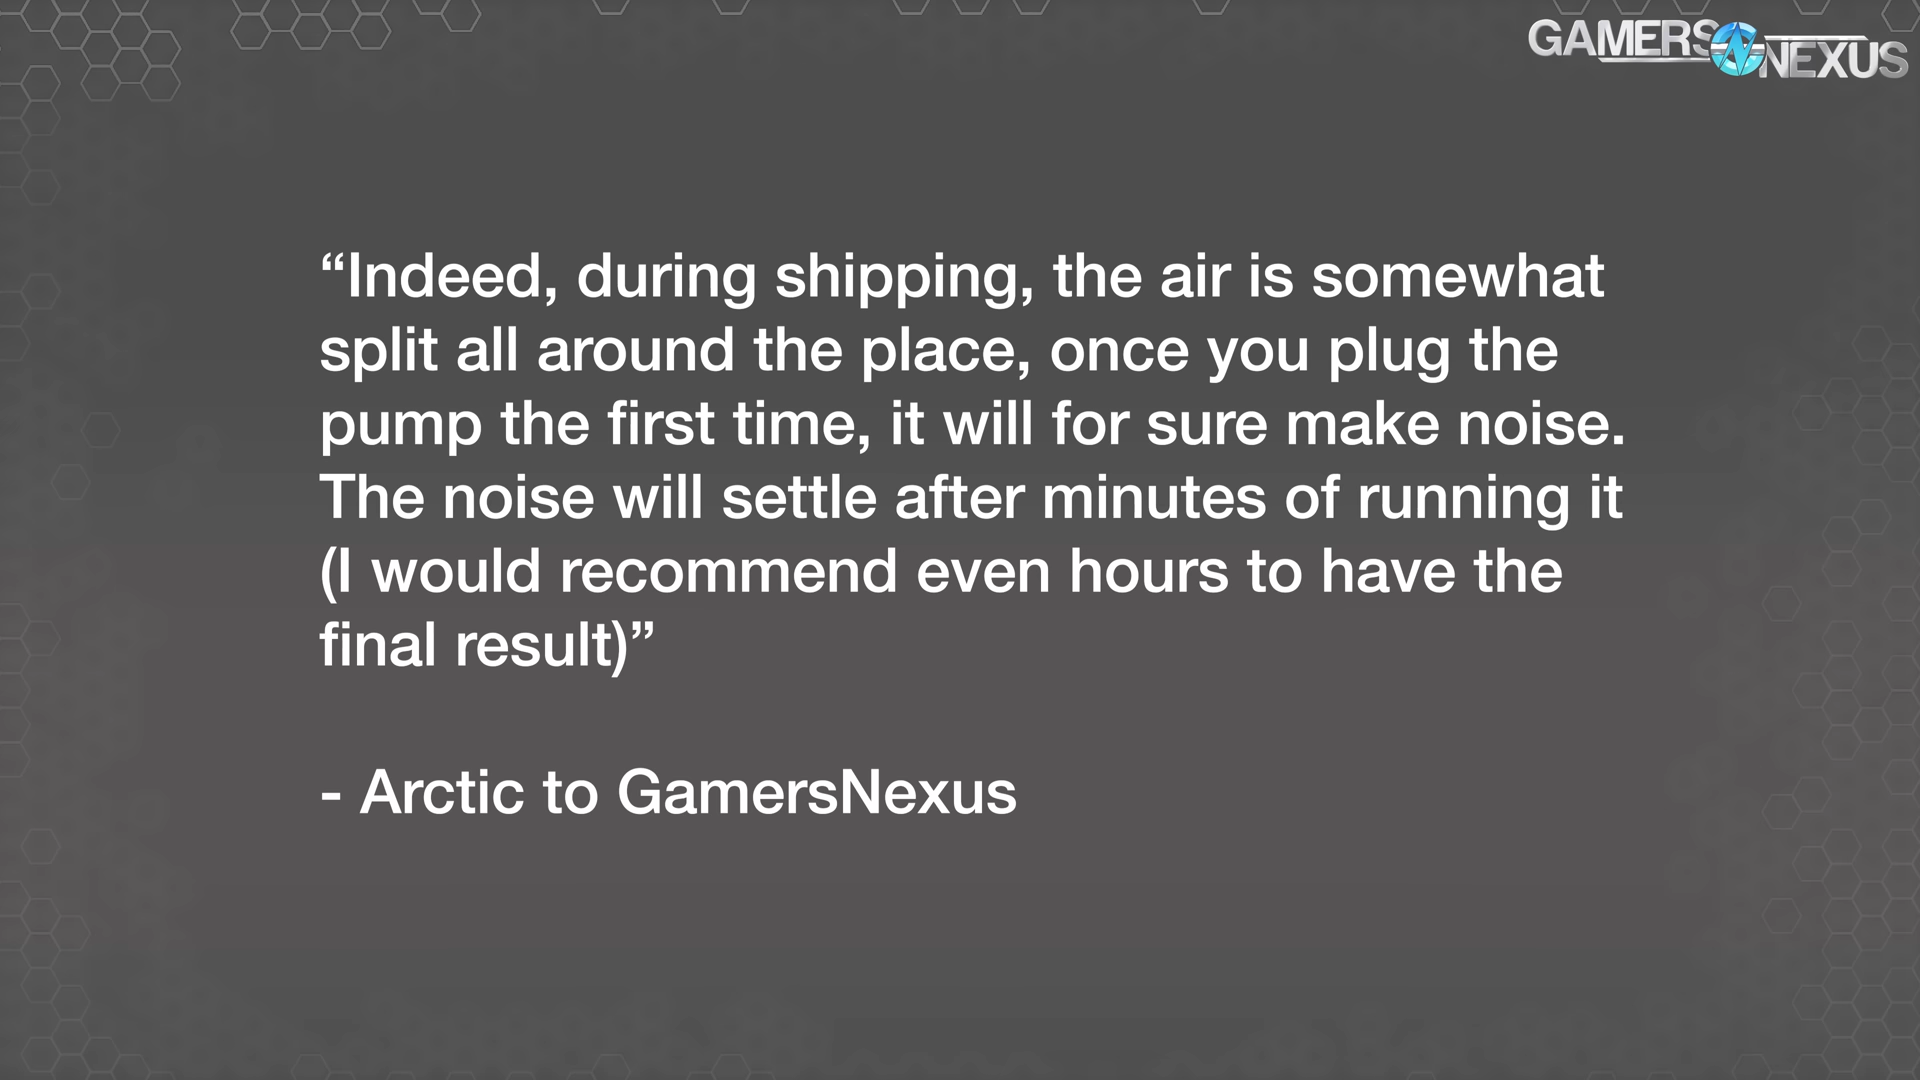 GAMERS NEXUS
“Indeed, during shipping, the air is somewhat
split all around the place, once you plug the
pump the first time, it will for sure make noise.
The noise will settle after minutes of running it
(I would recommend even hours to have the
final result)”
- Arctic to GamersNexus